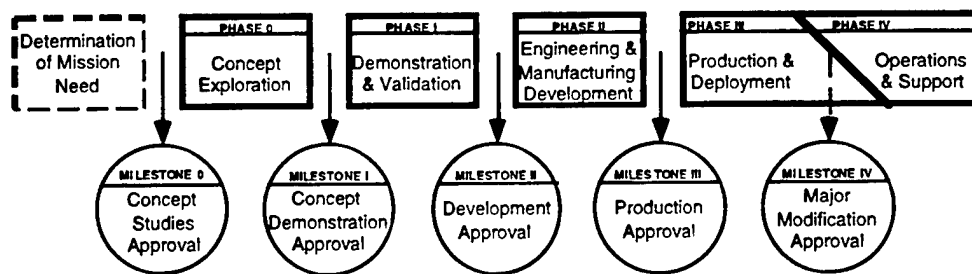 Determination
of Mission
Need
PHASE 0
Concept
Exploration
PHASE I
Demonstration
& Validation
PHASE II
Engineering &
Manufacturing
Development
PHASE III
Production &
Deployment
PHASE IV
Operations
& Support
MILESTONE 0
Concept
Studies
Approval
MILESTONE I
Concept
Demonstration
Approval
MILESTONE II
Development
Approval
MILESTONE III
Production
Approval
MILESTONE IV
Major
Modification
Approval